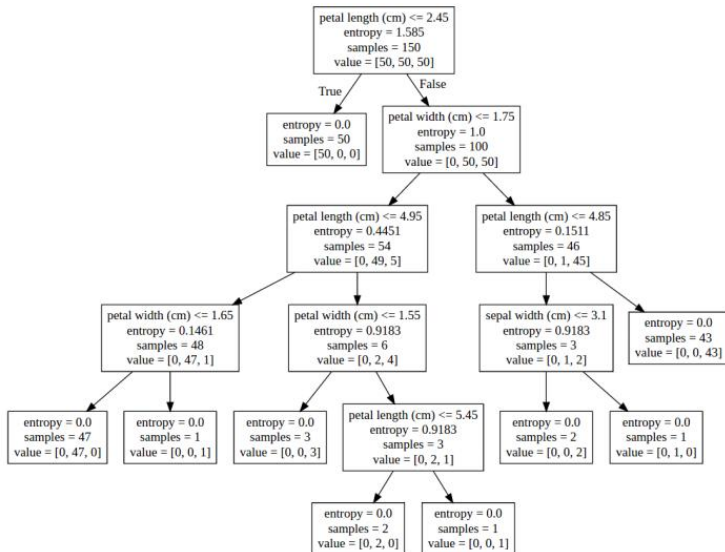 petal length (cm) <= 2.45
entropy = 1.585
samples = 150
value = [50, 50, 50]
True
False
entropy = 0.0
samples = 50
value = [50, 0, 0]
petal width (cm) <= 1.75
entropy = 1.0
samples = 100
value = [0, 50, 50]
petal length (cm) <= 4.95
entropy = 0.4451
samples = 54
value = [0, 49, 5]
petal length (cm) <= 4.85
entropy = 0.1511
samples = 46
value = [0, 1, 45]
petal width (cm) <= 1.65
entropy = 0.1461
samples = 48
value = [0, 47, 1]
petal width (cm) <= 1.55
entropy = 0.9183
samples = 6
value = [0, 2, 4]
sepal width (cm) <= 3.1
entropy = 0.9183
samples = 3
value = [0, 1, 2]
entropy = 0.0
samples = 43
value = [0, 0, 43]
entropy = 0.0
samples = 47
value = [0, 47, 0]
entropy = 0.0
samples = 1
value = [0, 0, 1]
entropy = 0.0
samples = 3
value = [0, 0, 3]
petal length (cm) <= 5.45
entropy = 0.9183
samples = 3
value = [0, 2, 1]
entropy = 0.0
samples = 2
value = [0, 0, 2]
entropy = 0.0
samples = 1
value = [0, 1, 0]
entropy = 0.0
samples = 2
value = [0, 2, 0]
entropy = 0.0
samples = 1
value = [0, 0, 1]